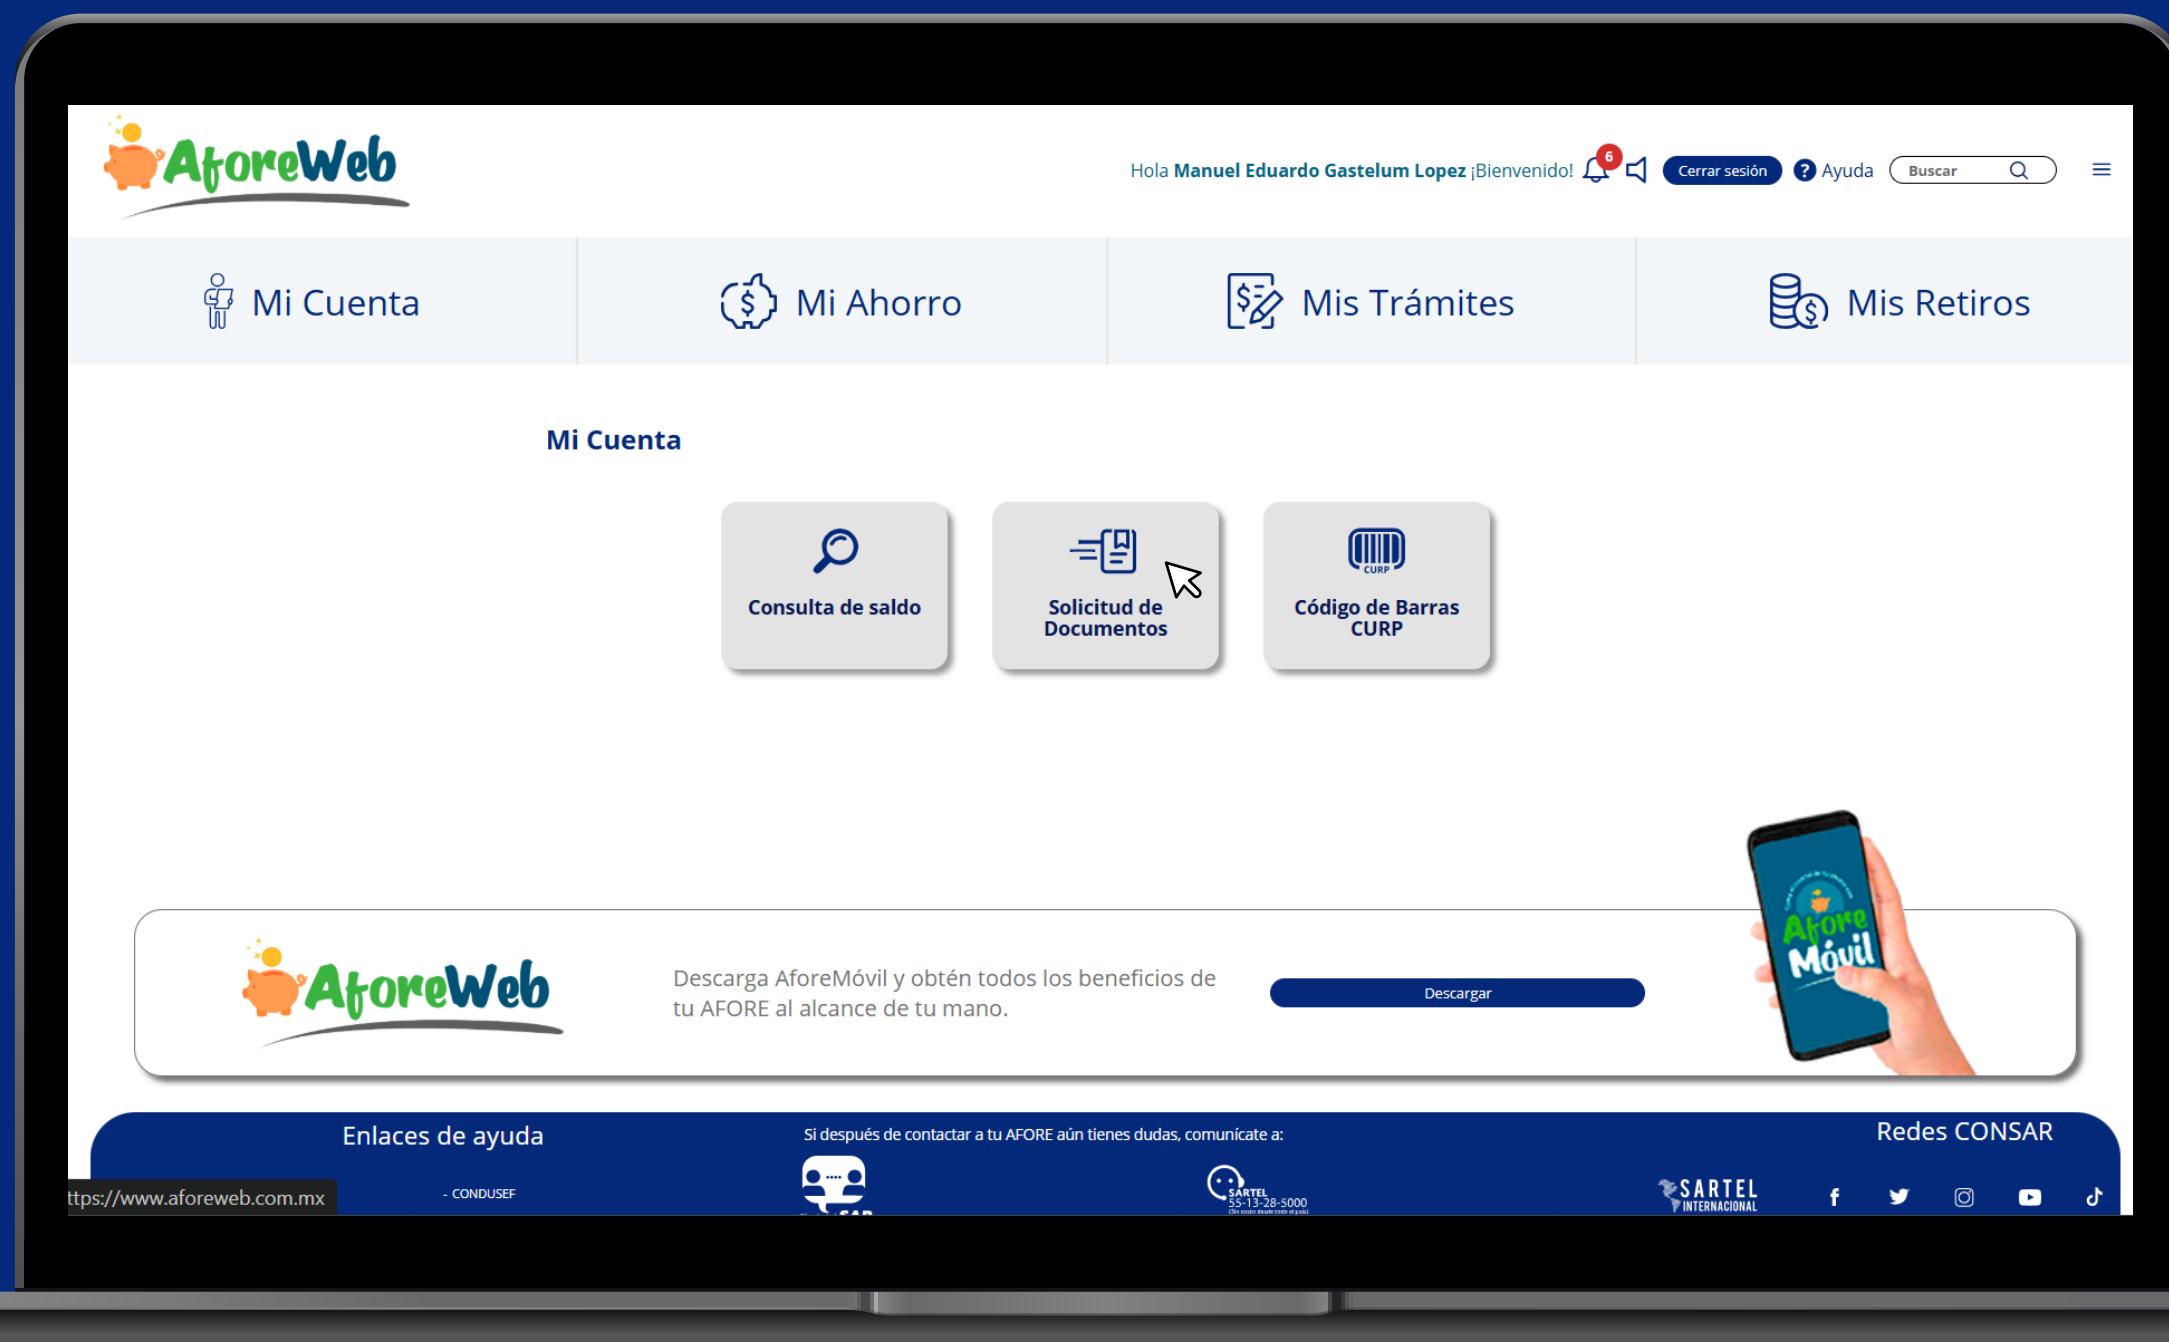 AforeWeb
Hola Manuel Eduardo Gastelum Lopez ¡Bienvenido!
6
Cerrar sesión
? Ayuda
Buscar
Mi Cuenta
Mi Ahorro
Mis Trámites
Mis Retiros
Mi Cuenta
Consulta de saldo
Solicitud de
Documentos
CURP
Código de Barras
CURP
AforeWeb
Descarga AforeMóvil y obtén todos los beneficios de
tu AFORE al alcance de tu mano.
Descargar
Afore
Móvil
Enlaces de ayuda
Si después de contactar a tu AFORE aún tienes dudas, comunícate a:
Redes CONSAR
ttps://www.aforeweb.com.mx
- CONDUSEF
SAR
SARTEL
55-13-28-5000
SARTEL
INTERNACIONAL